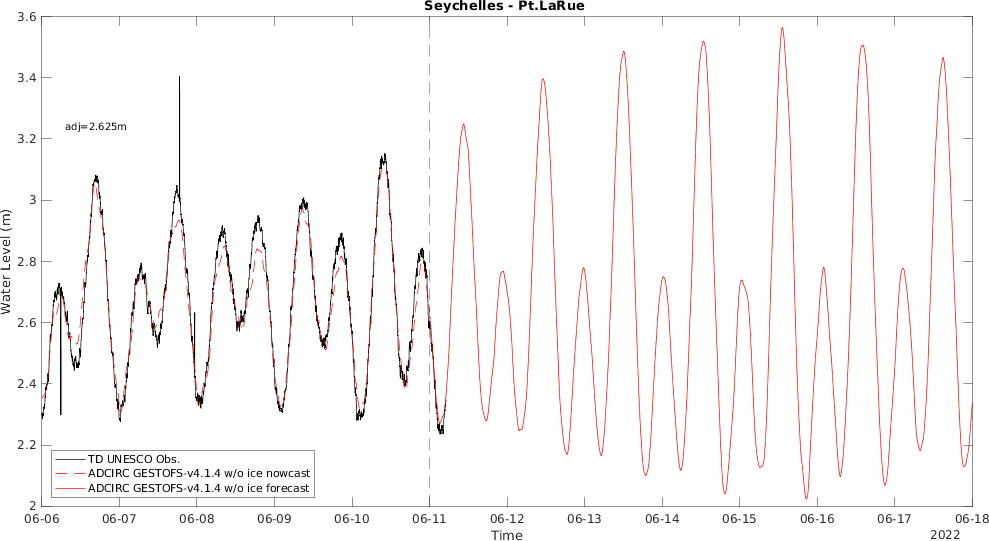 Seychelles - Pt.LaRue
3.6
3.4
3.2
3
2.8
2.6
2.4
2.2
2
Water Level (m)
adj=2.625m
TD UNESCO Obs.
ADCIRC GESTOFS-v4.1.4 w/o ice nowcast
ADCIRC GESTOFS-v4.1.4 w/o ice forecast
06-06 06-07 06-08 06-09 06-10 06-11 06-12 06-13 06-14 06-15 06-16 06-17 06-18
Time
2022